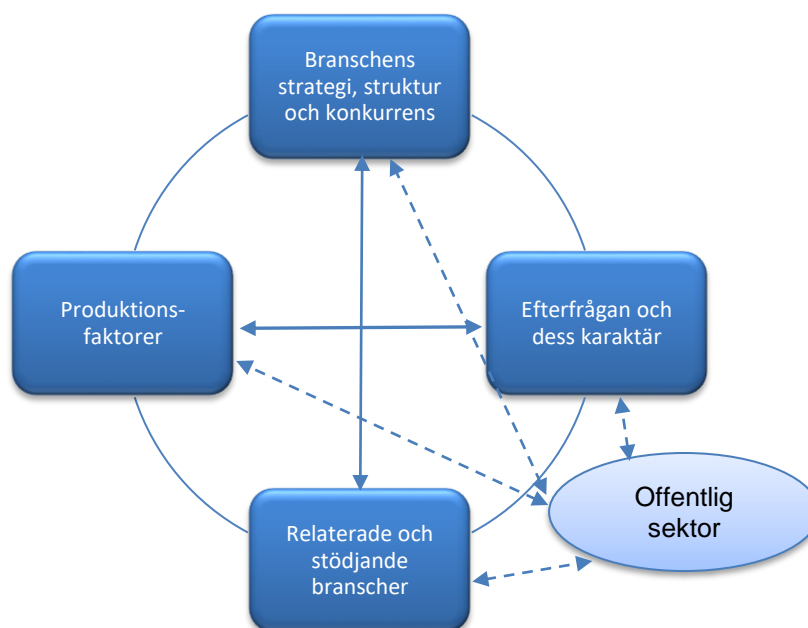 Branschens
strategi, struktur
och konkurrens
Produktions-
faktorer
Efterfrågan och
dess karaktär
Relaterade och
stödjande
branscher
Offentlig
sektor